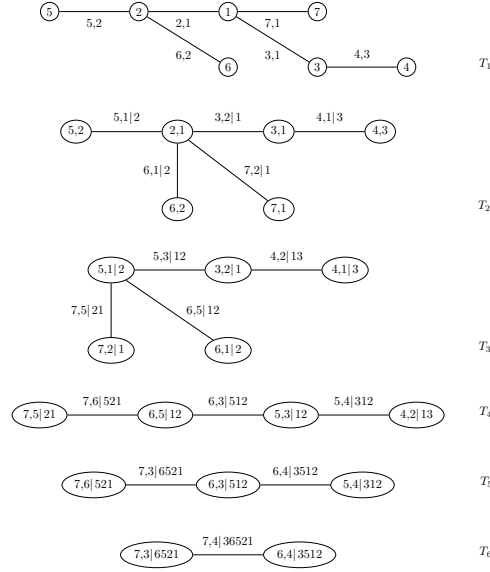 5 2 1 7
5,2 2,1 7,1
6,2 3,1 4,3
6 3 4 T1
5,1|2 3,2|1 4,1|3
5,2 2,1 3,1 4,3
6,1|2 7,2|1
6,2 7,1 T2
5,3|12 4,2|13
5,1|2 3,2|1 4,1|3
7,5|21 6,5|12
7,2|1 6,1|2 T3
7,6|521 6,3|512 5,4|312
7,5|21 6,5|12 5,3|12 4,2|13 T4
7,3|6521 6,4|3512
7,6|521 6,3|512 5,4|312 T5
7,4|36521
7,3|6521 6,4|3512 T6